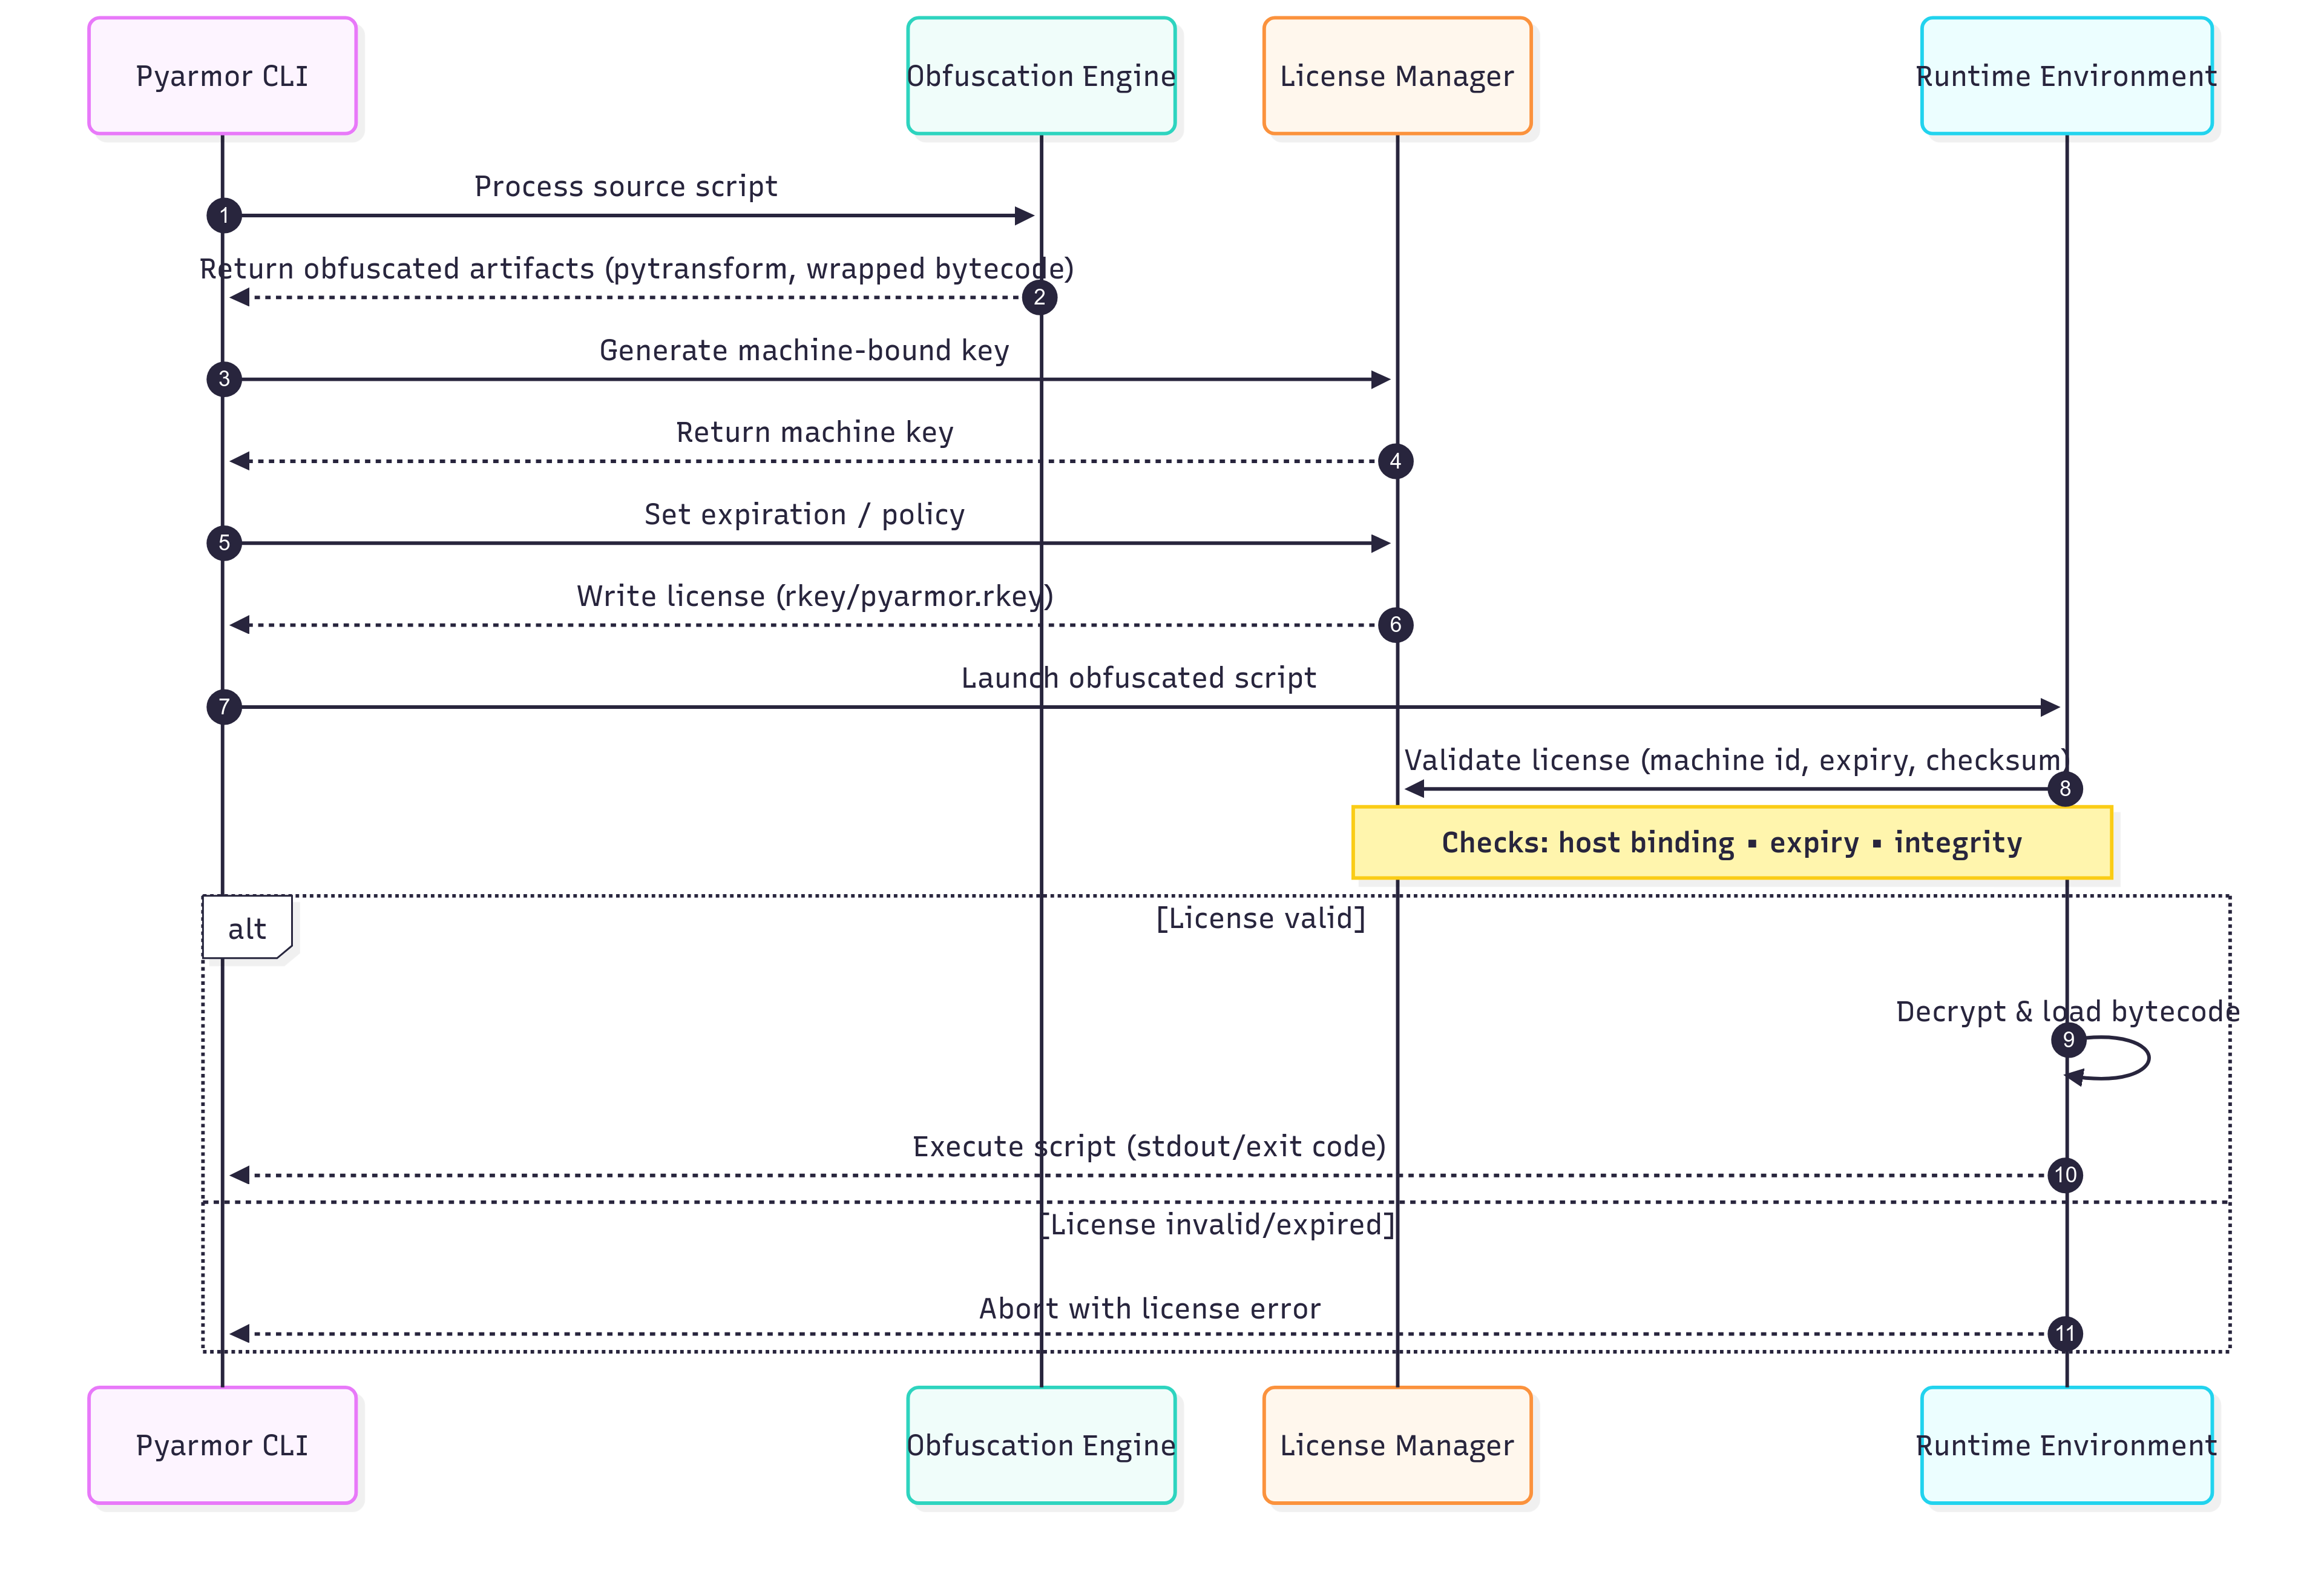 Pyarmor CLI
Obfuscation Engine
License Manager
Runtime Environment
Process source script
1
Return obfuscated artifacts (pytransform, wrapped bytecode)
2
Generate machine-bound key
3
Return machine key
4
Set expiration / policy
5
Write license (rkey/pyarmor.rkey)
6
Launch obfuscated script
7
Validate license (machine id, expiry, checksum)
8
Checks: host binding ▪ expiry ▪ integrity
alt
[License valid]
Decrypt & load bytecode
9
Execute script (stdout/exit code)
10
[License invalid/expired]
Abort with license error
11
Pyarmor CLI
Obfuscation Engine
License Manager
Runtime Environment